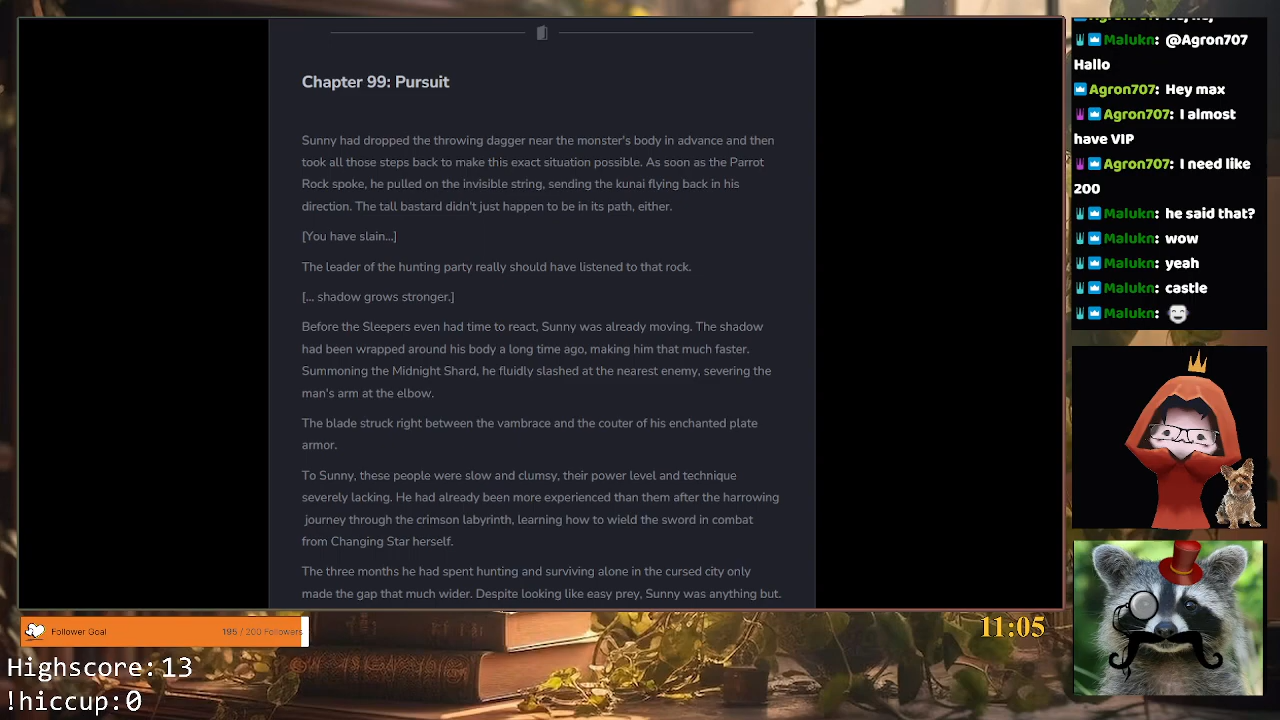 Chapter 99: Pursuit
Sunny had dropped the throwing dagger near the monster's body in advance and then
took all those steps back to make this exact situation possible. As soon as the Parrot
Rock spoke, he pulled on the invisible string, sending the kunai flying back in his
direction. The tall bastard didn't just happen to be in its path, either.
[You have slain...]
The leader of the hunting party really should have listened to that rock.
[... shadow grows stronger.]
Before the Sleepers even had time to react, Sunny was already moving. The shadow
had been wrapped around his body a long time ago, making him that much faster.
Summoning the Midnight Shard, he fluidly slashed at the nearest enemy, severing the
man's arm at the elbow.
The blade struck right between the vambrace and the couter of his enchanted plate
armor.
To Sunny, these people were slow and clumsy, their power level and technique
severely lacking. He had already been more experienced than them after the harrowing
journey through the crimson labyrinth, learning how to wield the sword in combat
from Changing Star herself.
The three months he had spent hunting and surviving alone in the cursed city only
made the gap that much wider. Despite looking like easy prey, Sunny was anything but.
Malukn: @Agron707
Hallo
Agron707: Hey max
Agron707: I almost
have VIP
Agron707: I need like
200
Malukn: he said that?
Malukn: wow
Malukn: yeah
Malukn: castle
Malukn:
Follower Goal
195 / 200 Followers
11:05
Highscore:13
!hiccup:0